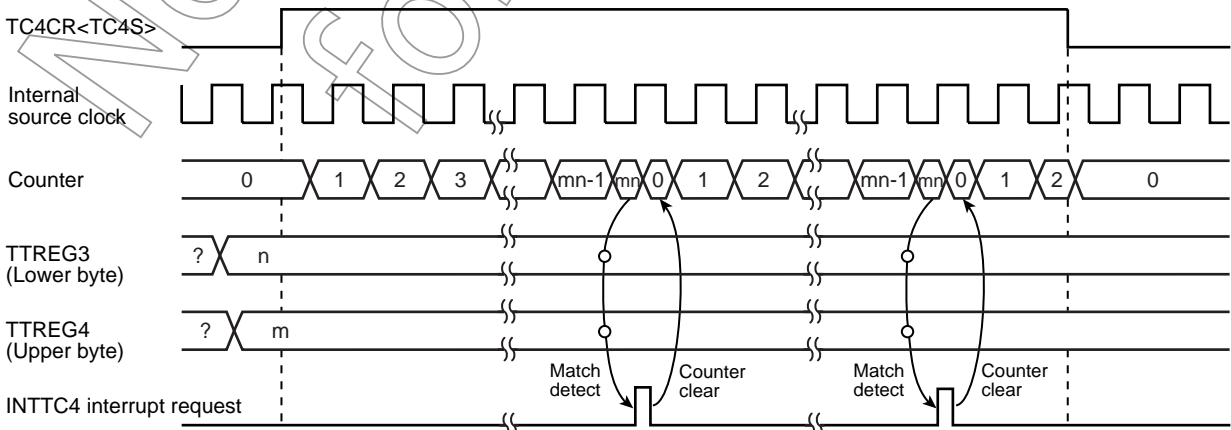 TC4CR<TC4S>
Internal
source clock
Counter
0 1 2 3 mn-1 mn 0 1 2 mn-1 mn 0 1 2 0
TTREG3
(Lower byte)
? n
TTREG4
(Upper byte)
? m
Match
detect
Counter
clear
Match
detect
Counter
clear
INTTC4 interrupt request